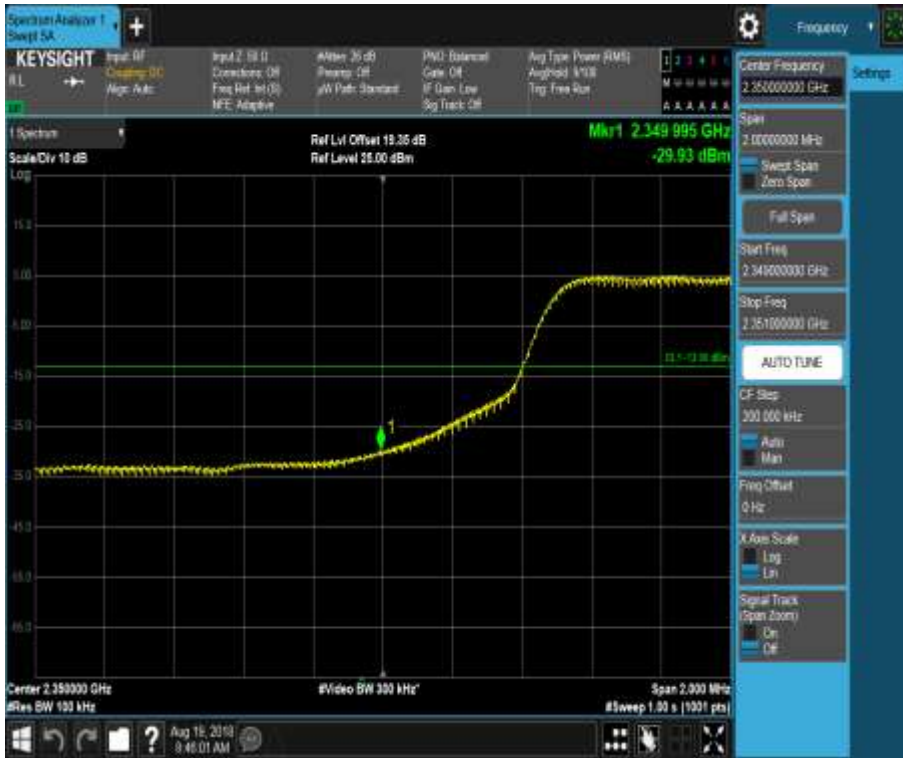 Spectrum Analyzer 1
Swept SA
+
Frequency
Settings
KEYSIGHT
Input: RF
Coupling: DC
Align: Auto
Input Z: 50 Ω
Corrections: Off
Freq Ref: Int (S)
NFE: Adaptive
#Atten: 26 dB
Preamp: Off
µW Path: Standard
PNO: Balanced
Gate: Off
IF Gain: Low
Sig Track: Off
Avg Type: Power (RMS)
Trig: Free Run
A A A A A A
1 Spectrum
Scale/Div 10 dB
Log
Ref Lvl Offset 19.35 dB
Ref Level 25.00 dBm
Mkr1 2.349 995 GHz
-29.93 dBm
15.0
5.00
-5.00
-15.0
-25.0
-35.0
-45.0
-55.0
-65.0
1
Center 2.350000 GHz
#Res BW 100 kHz
#Video BW 300 kHz*
Span 2.000 MHz
#Sweep 1.00 s (1001 pts)
Center Frequency
2.350000000 GHz
Span
2.00000000 MHz
Swept Span
Zero Span
Full Span
Start Freq
2.349000000 GHz
Stop Freq
2.351000000 GHz
AUTO TUNE
CF Step
200.000 kHz
Auto
Man
Freq Offset
0 Hz
X Axis Scale
Log
Lin
Signal Track
(Span Zoom)
On
Off
?